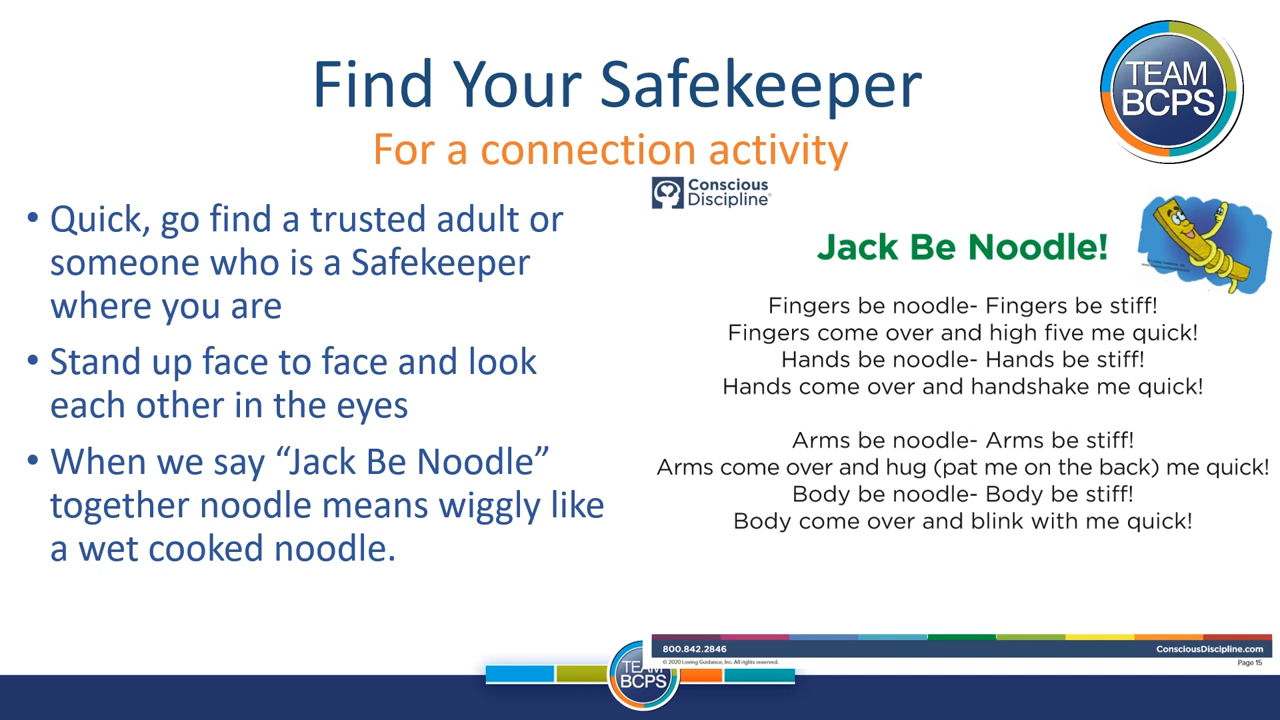 Find Your Safekeeper
For a connection activity
TEAM
BCPS
• Quick, go find a trusted adult or
someone who is a Safekeeper
where you are
• Stand up face to face and look
each other in the eyes
• When we say “Jack Be Noodle”
together noodle means wiggly like
a wet cooked noodle.
Conscious
Discipline®
Jack Be Noodle!
Fingers be noodle- Fingers be stiff!
Fingers come over and high five me quick!
Hands be noodle- Hands be stiff!
Hands come over and handshake me quick!
Arms be noodle- Arms be stiff!
Arms come over and hug (pat me on the back) me quick!
Body be noodle- Body be stiff!
Body come over and blink with me quick!
800.842.2846
ConsciousDiscipline.com
© 2020 Loving Guidance, Inc. All rights reserved.
Page 15
TEAM
BCPS